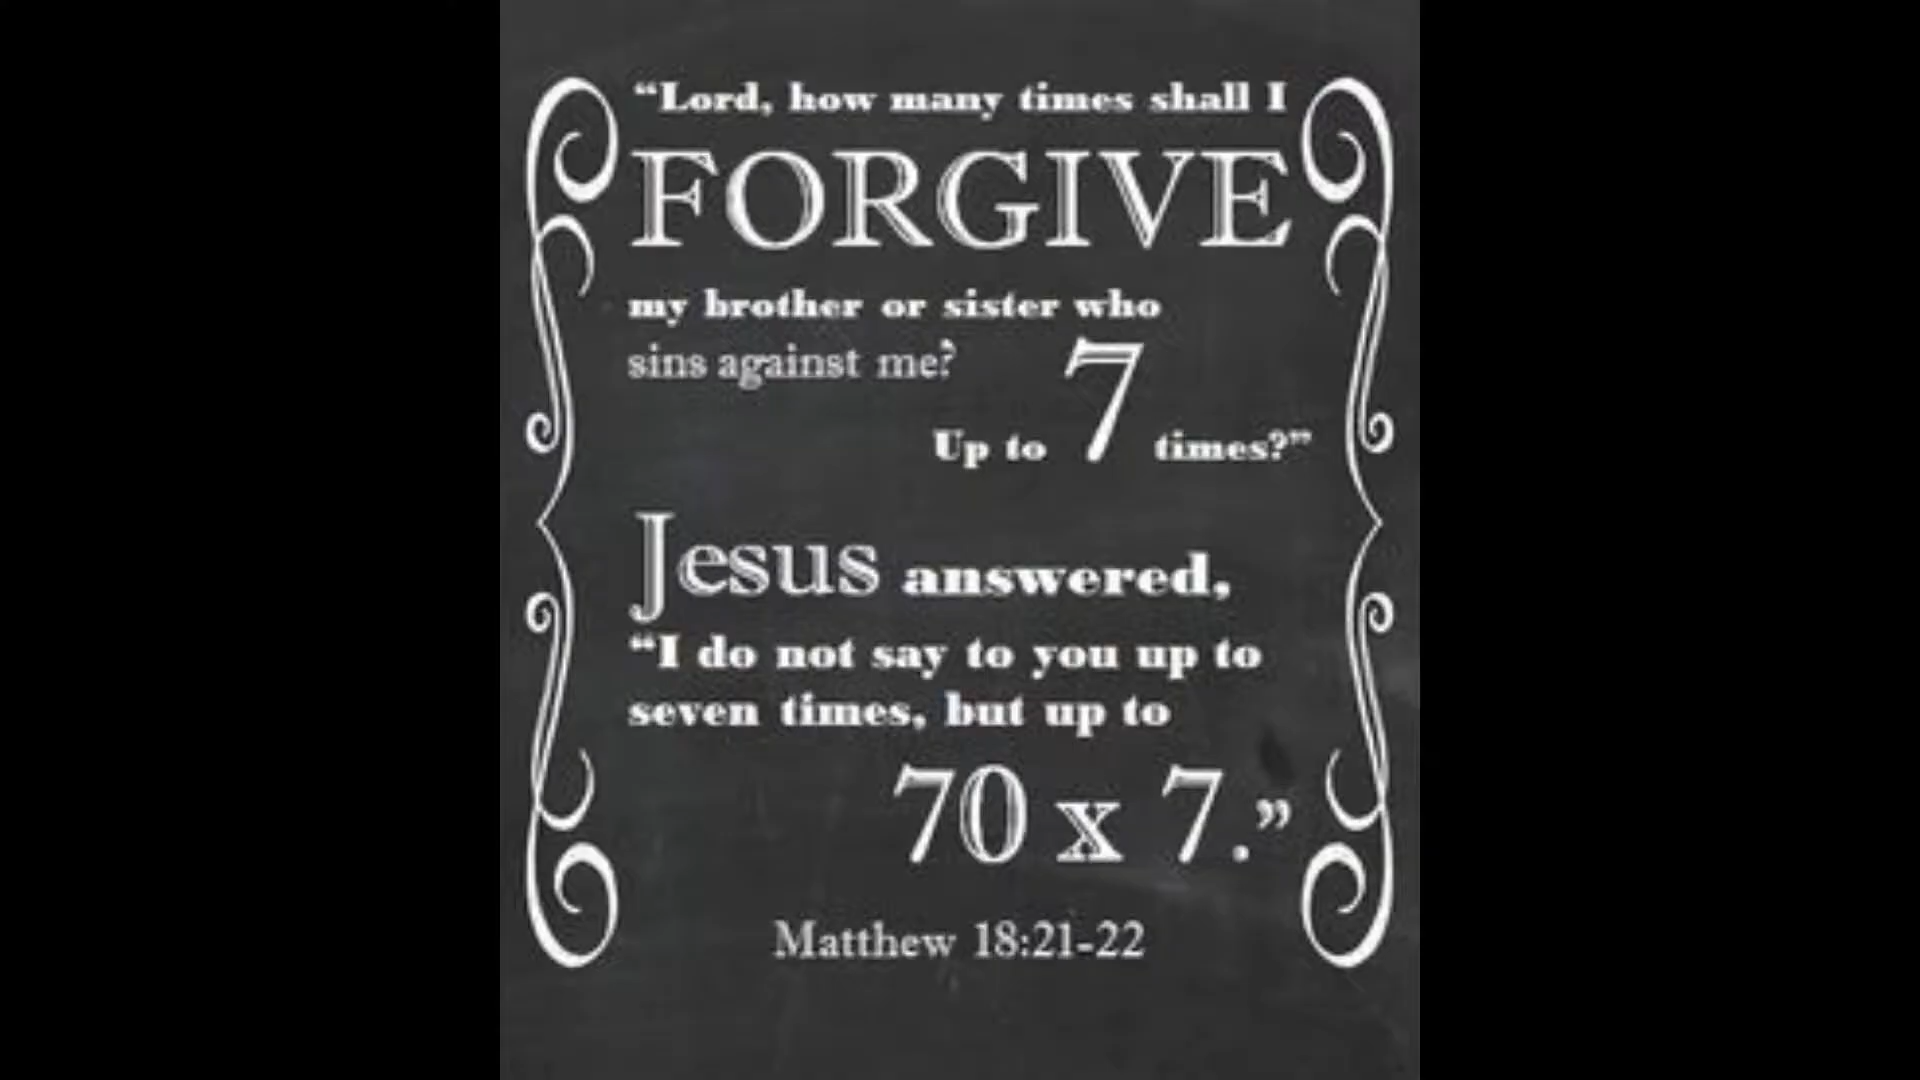 “Lord, how many times shall I
FORGIVE
my brother or sister who
sins against me?
Up to 7 times?”
Jesus answered,
“I do not say to you up to
seven times, but up to
70 x 7.”
Matthew 18:21-22